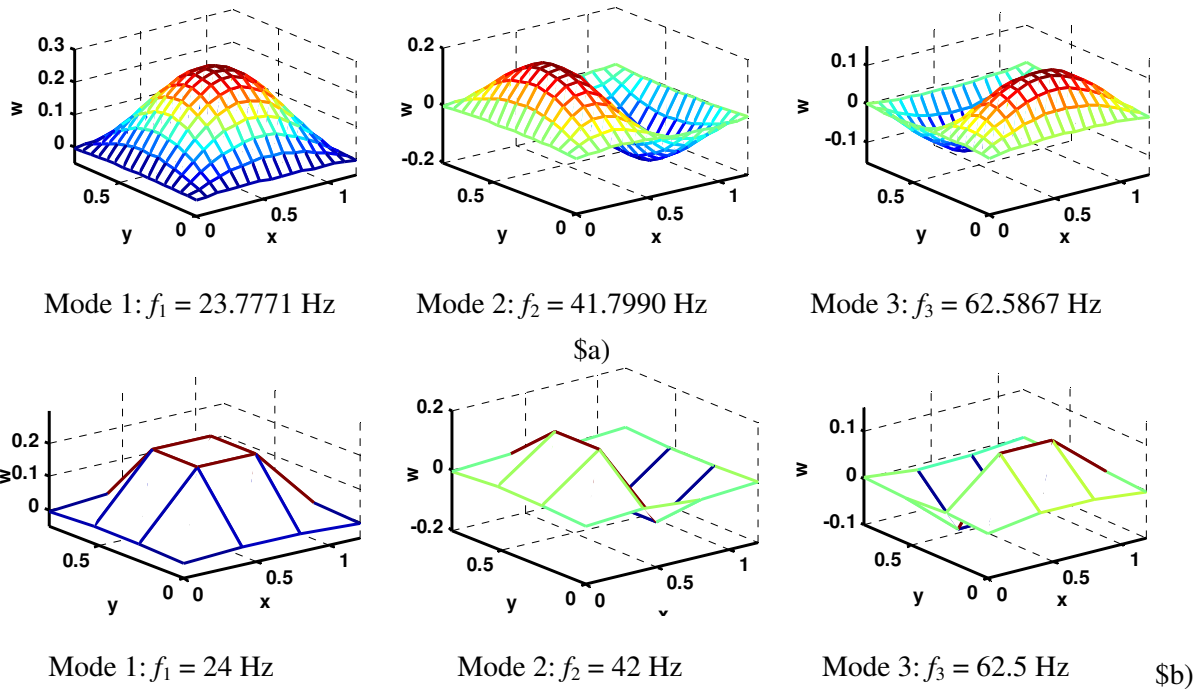 0.3
0.2
0.1
0
w
0.5
0
y
0
0.5
1
x
0.2
0
-0.2
w
0.5
0
y
0
0.5
1
x
0.1
0
-0.1
w
0.5
0
y
0
0.5
1
x
Mode 1: f1 = 23.7771 Hz
Mode 2: f2 = 41.7990 Hz
Mode 3: f3 = 62.5867 Hz
$a)
0.2
0.1
0
w
0.5
0
y
0
0.5
1
x
0.2
0
-0.2
w
0.5
0
y
0
0.5
1
x
0.1
0
-0.1
w
0.5
0
y
0
0.5
1
x
Mode 1: f1 = 24 Hz
Mode 2: f2 = 42 Hz
Mode 3: f3 = 62.5 Hz
$b)